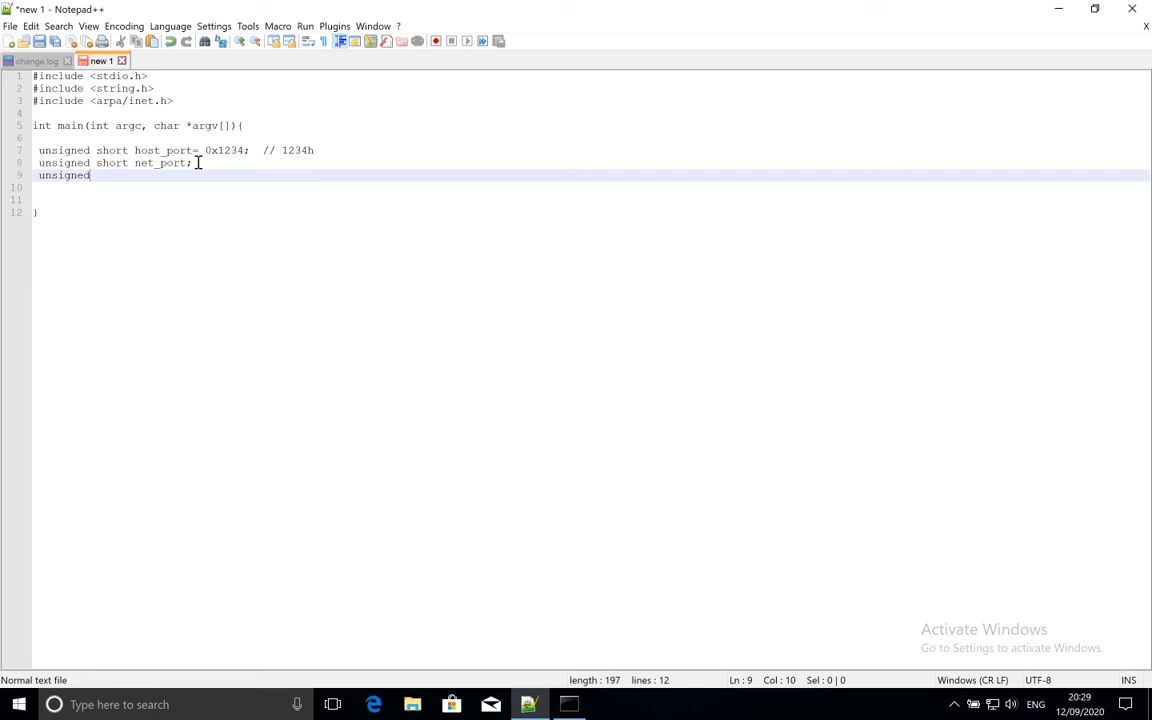 *new 1 - Notepad++
File Edit Search View Encoding Language Settings Tools Macro Run Plugins Window ?
X
change.log new 1
1 #include <stdio.h>
2 #include <string.h>
3 #include <arpa/inet.h>
4
5 int main(int argc, char *argv[]){
6
7 unsigned short host_port= 0x1234; // 1234h
8 unsigned short net_port;
9 unsigned
10
11
12 }
Activate Windows
Go to Settings to activate Windows.
Normal text file length : 197 lines : 12 Ln : 9 Col : 10 Sel : 0 | 0 Windows (CR LF) UTF-8 INS
Type here to search ENG 20:29
12/09/2020